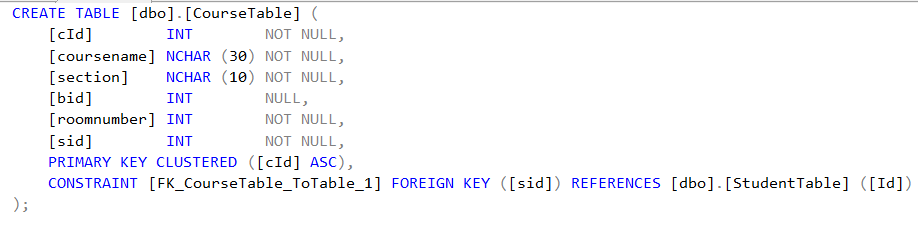 CREATE TABLE [dbo].[CourseTable] (
    [cId]        INT         NOT NULL,
    [coursename] NCHAR (30) NOT NULL,
    [section]    NCHAR (10) NOT NULL,
    [bid]        INT         NULL,
    [roomnumber] INT         NOT NULL,
    [sid]        INT         NOT NULL,
    PRIMARY KEY CLUSTERED ([cId] ASC),
    CONSTRAINT [FK_CourseTable_ToTable_1] FOREIGN KEY ([sid]) REFERENCES [dbo].[StudentTable] ([Id])
);